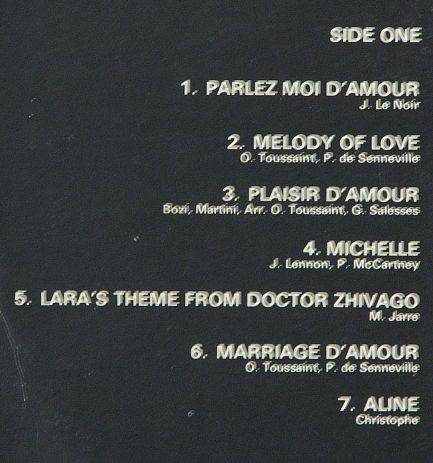 SIDE ONE
1. PARLEZ MOI D'AMOUR
J. Le Noir
2. MELODY OF LOVE
O. Toussaint, P. de Senneville
3. PLAISIR D'AMOUR
Bozi, Martini, Arr. O. Toussaint, G. Salesses
4. MICHELLE
J. Lennon, P. McCartney
5. LARA'S THEME FROM DOCTOR ZHIVAGO
M. Jarre
6. MARRIAGE D'AMOUR
O. Toussaint, P. de Senneville
7. ALINE
Christophe